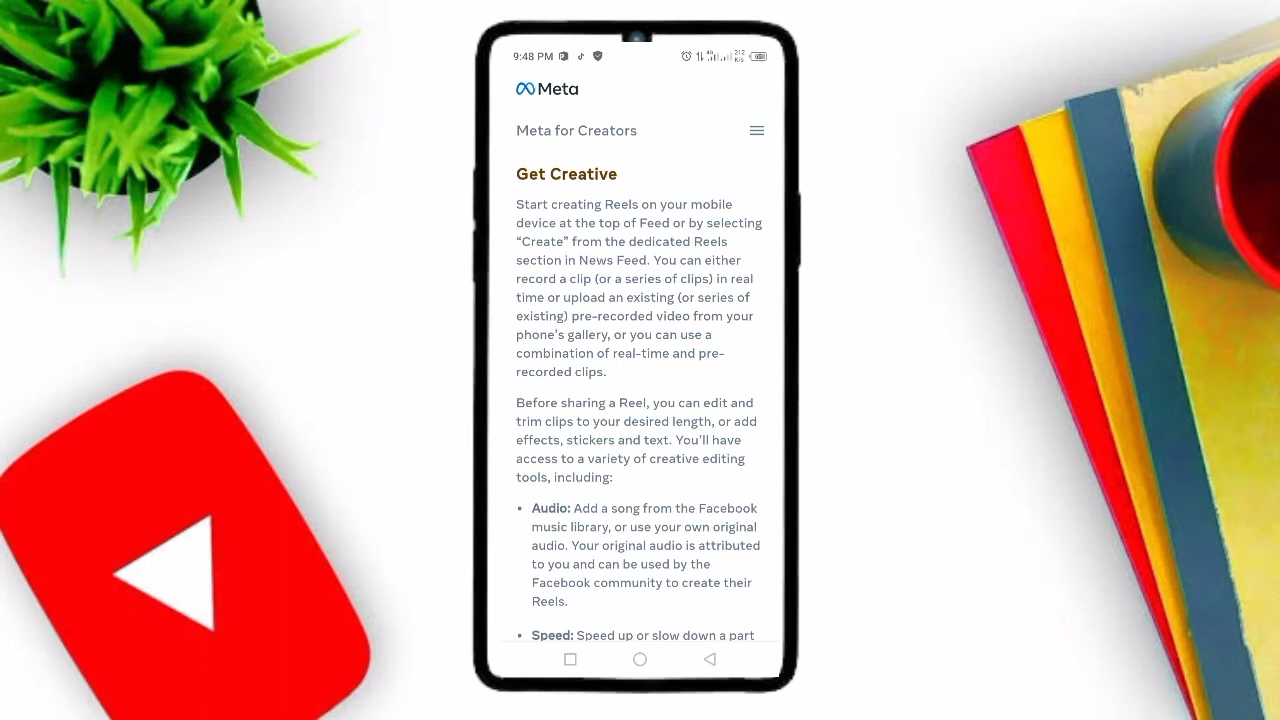 9:48 PM
4G
212
K/s
Meta
Meta for Creators
Get Creative
Start creating Reels on your mobile
device at the top of Feed or by selecting
“Create” from the dedicated Reels
section in News Feed. You can either
record a clip (or a series of clips) in real
time or upload an existing (or series of
existing) pre-recorded video from your
phone’s gallery, or you can use a
combination of real-time and pre-
recorded clips.
Before sharing a Reel, you can edit and
trim clips to your desired length, or add
effects, stickers and text. You’ll have
access to a variety of creative editing
tools, including:
• Audio: Add a song from the Facebook
music library, or use your own original
audio. Your original audio is attributed
to you and can be used by the
Facebook community to create their
Reels.
• Speed: Speed up or slow down a part